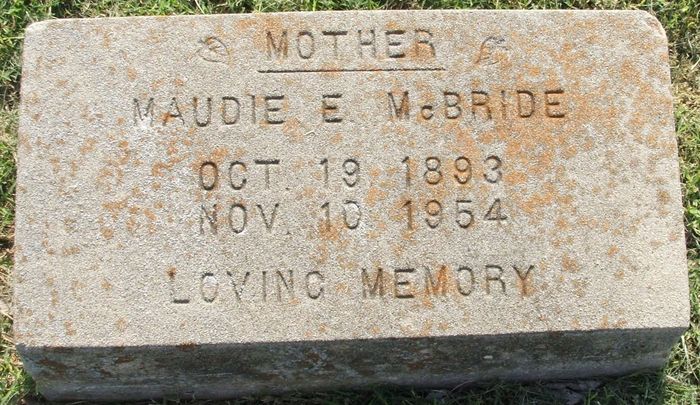 MOTHER
MAUDIE E. McBRIDE
OCT. 19 1893
NOV. 10 1954
LOVING MEMORY